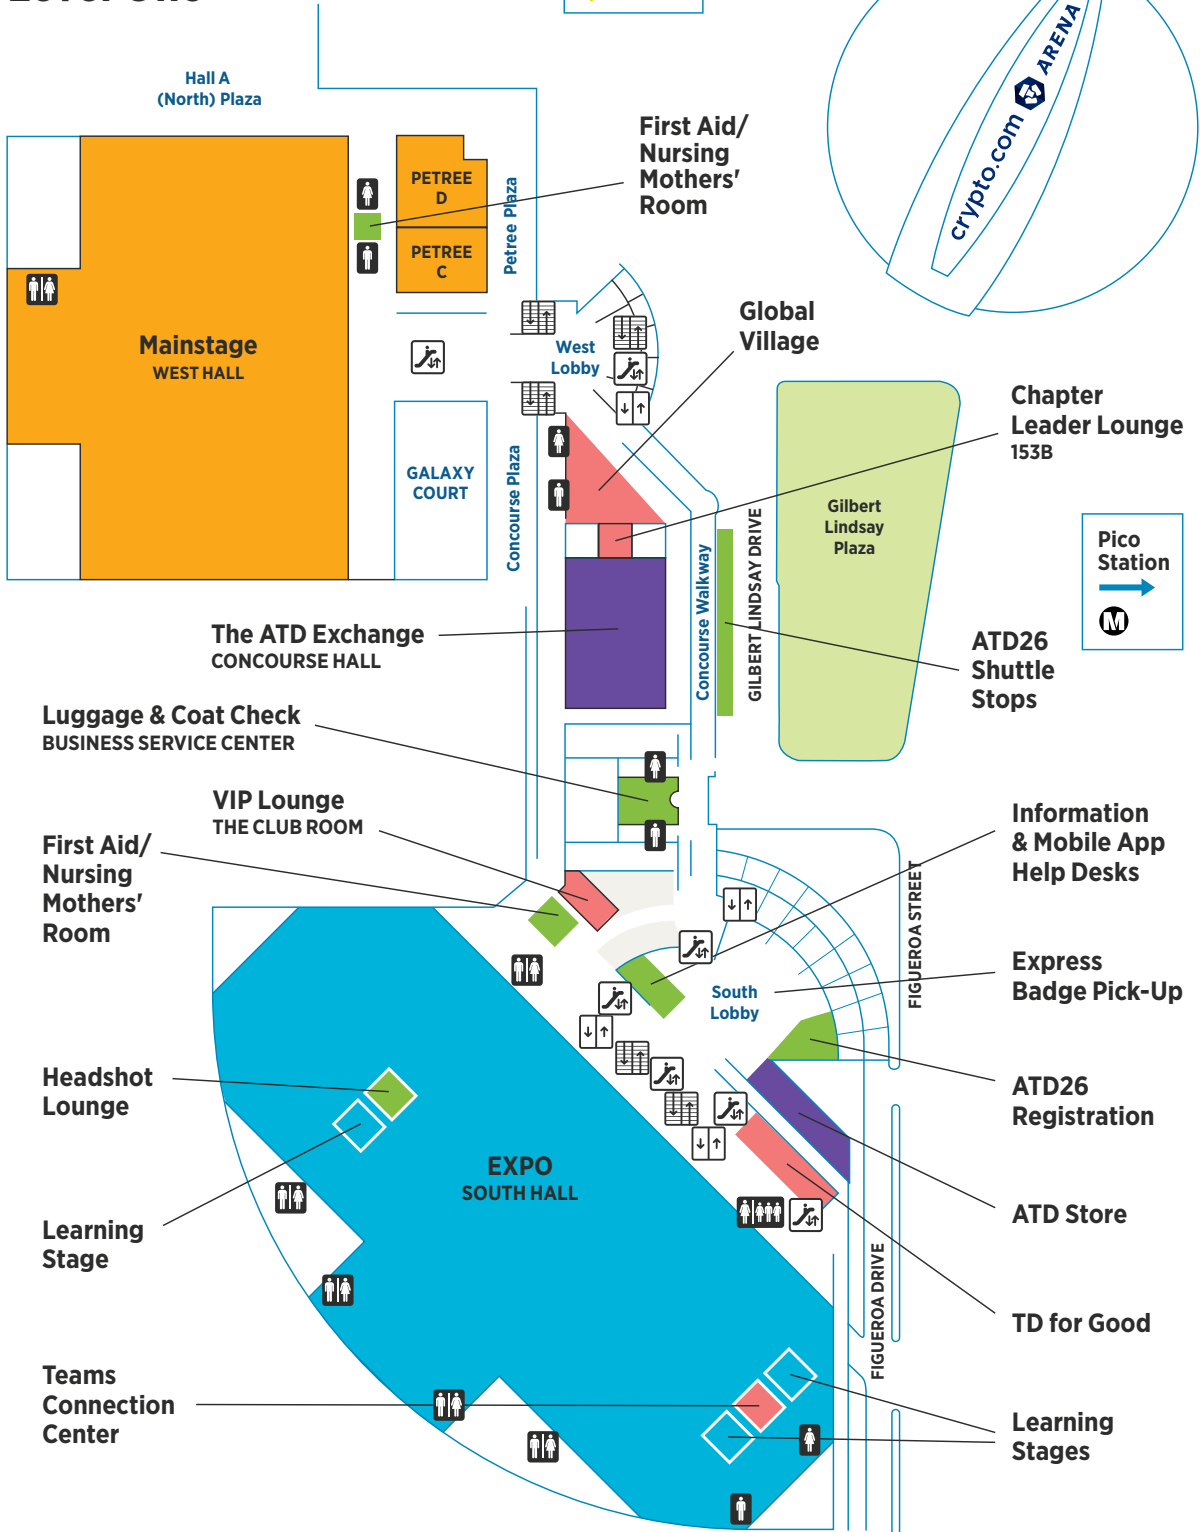 Hall A
(North) Plaza
crypto.com ARENA
First Aid/
Nursing
Mothers'
Room
PETREE
D
PETREE
C
Petree Plaza
Mainstage
WEST HALL
West
Lobby
Global
Village
Chapter
Leader Lounge
153B
GALAXY
COURT
Concourse Plaza
Gilbert
Lindsay
Plaza
Pico
Station
M
Concourse Walkway
GILBERT LINDSAY DRIVE
The ATD Exchange
CONCOURSE HALL
ATD26
Shuttle
Stops
Luggage & Coat Check
BUSINESS SERVICE CENTER
VIP Lounge
THE CLUB ROOM
First Aid/
Nursing
Mothers'
Room
Information
& Mobile App
Help Desks
FIGUEROA STREET
South
Lobby
Express
Badge Pick-Up
Headshot
Lounge
ATD26
Registration
EXPO
SOUTH HALL
Learning
Stage
ATD Store
FIGUEROA DRIVE
TD for Good
Teams
Connection
Center
Learning
Stages